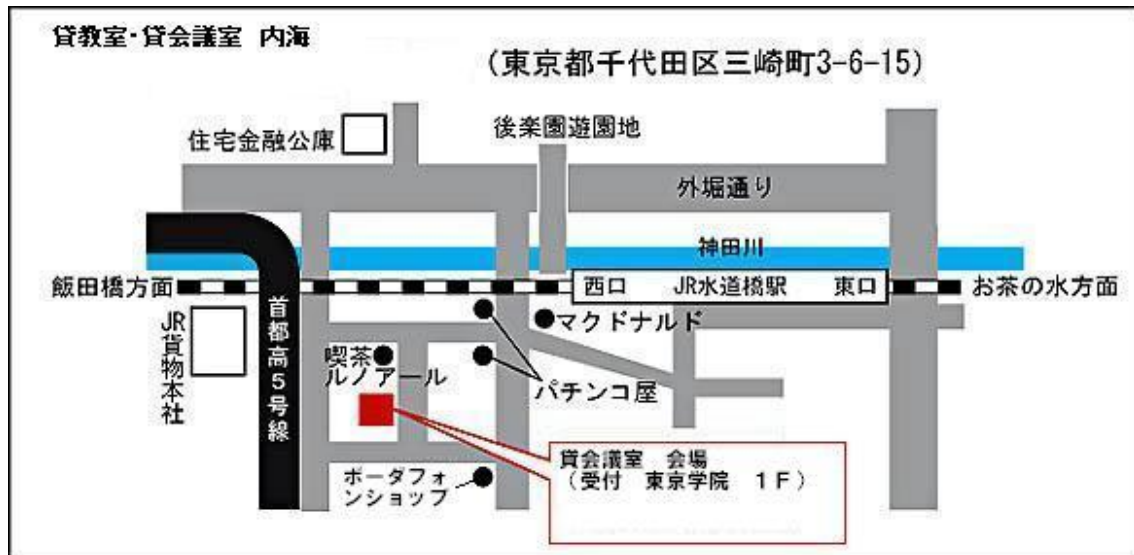 貸教室・貸会議室 内海
（東京都千代田区三崎町3-6-15）
住宅金融公庫
後楽園遊園地
外堀通り
神田川
飯田橋方面
西口 JR水道橋駅 東口
お茶の水方面
JR貨物本社
首都高5号線
マクドナルド
喫茶
ルノアール
パチンコ屋
貸会議室 会場
（受付 東京学院 1F）
ボーダフォ
ンショップ